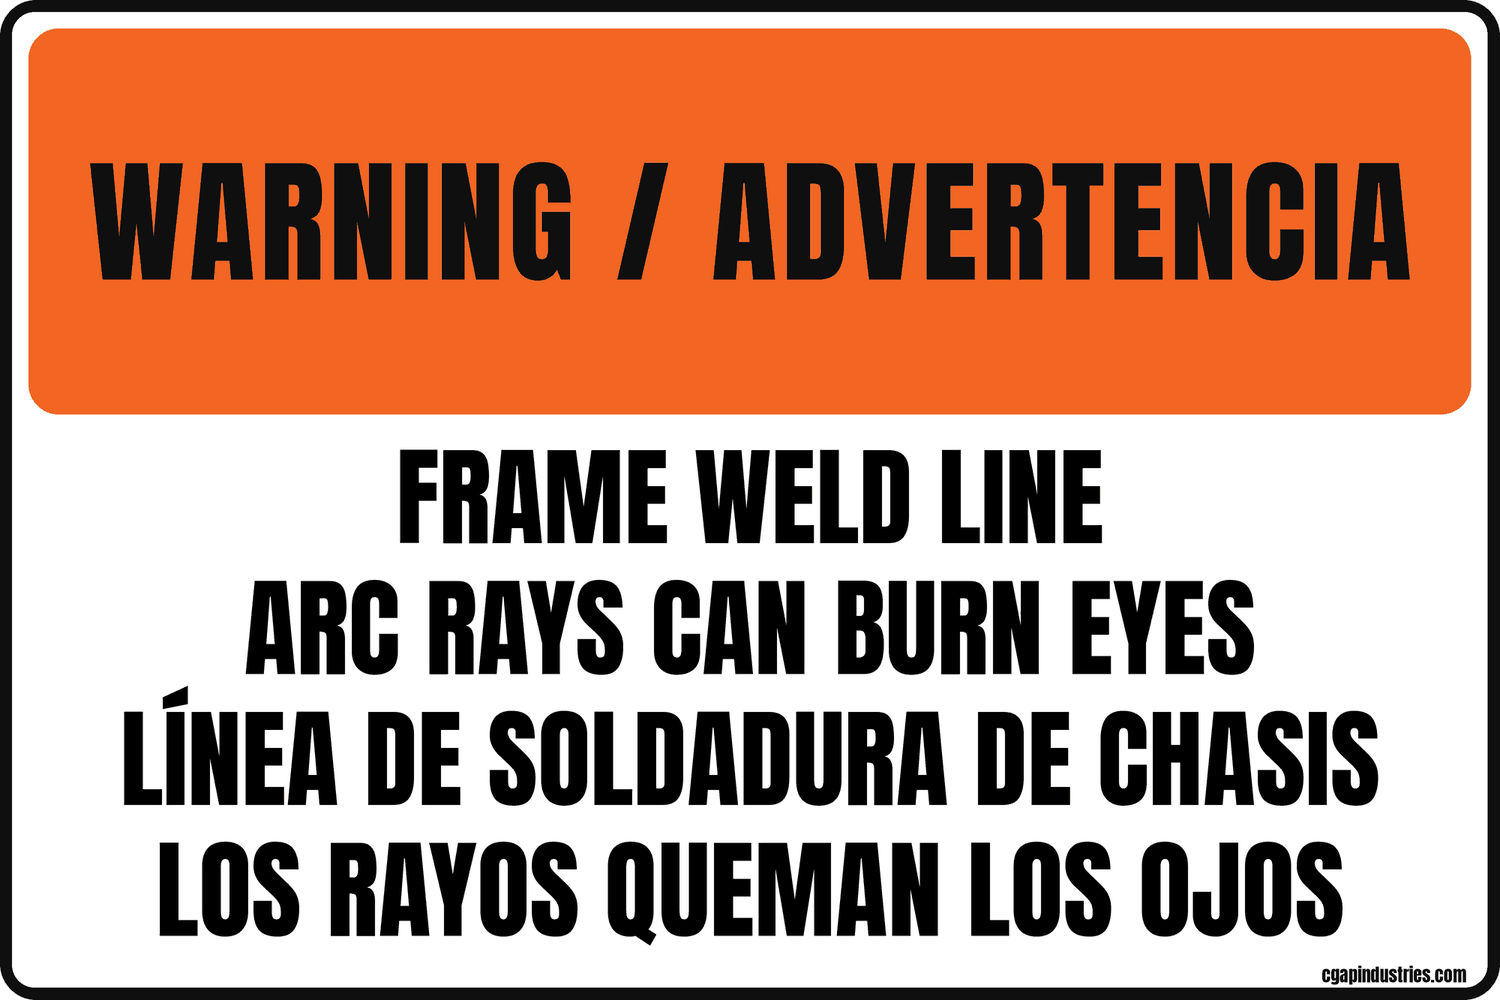 WARNING / ADVERTENCIA
FRAME WELD LINE
ARC RAYS CAN BURN EYES
LÍNEA DE SOLDADURA DE CHASIS
LOS RAYOS QUEMAN LOS OJOS
cgapindustries.com